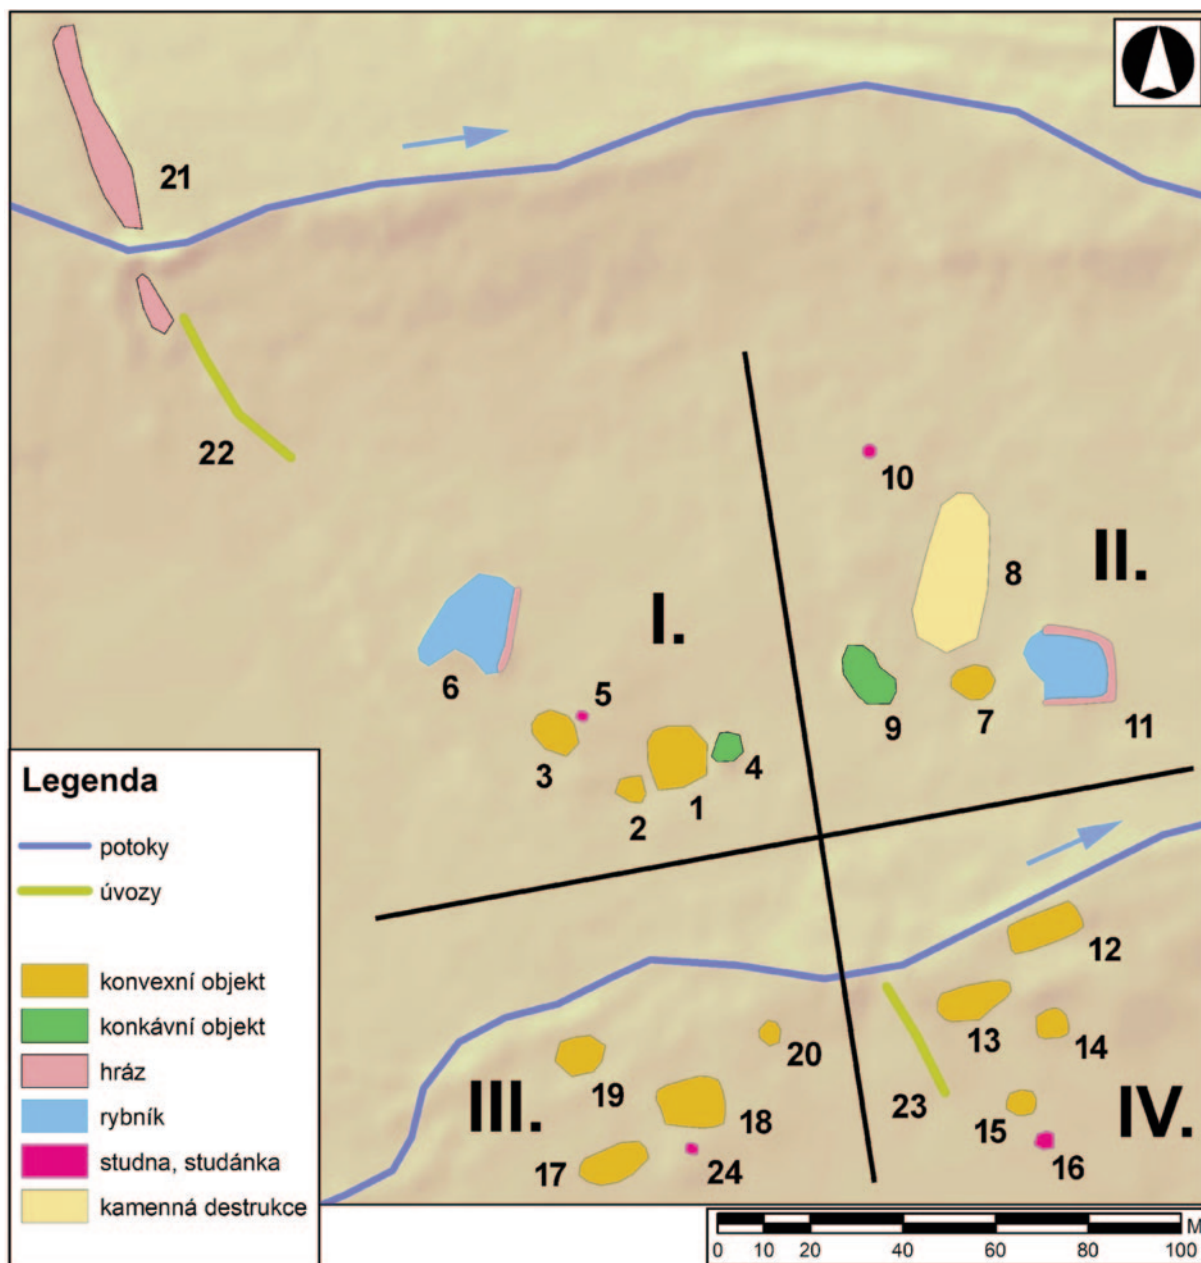 21
22
10
II.
8
I.
6
5
9
7
11
3
4
2
1
Legenda
potoky
úvozy
konvexní objekt
konkávní objekt
hráz
rybník
studna, studánka
kamenná destrukce
12
13
14
20
19
III.
18
23
15
IV.
17
24
16
M
0 10 20 40 60 80 100